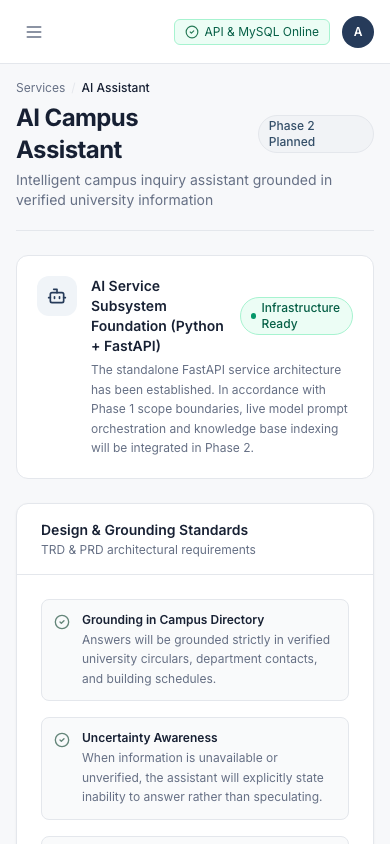 API & MySQL Online
A
Services / AI Assistant
AI Campus
Assistant
Phase 2
Planned
Intelligent campus inquiry assistant grounded in
verified university information
AI Service
Subsystem
Foundation (Python
+ FastAPI)
Infrastructure
Ready
The standalone FastAPI service architecture
has been established. In accordance with
Phase 1 scope boundaries, live model prompt
orchestration and knowledge base indexing
will be integrated in Phase 2.
Design & Grounding Standards
TRD & PRD architectural requirements
Grounding in Campus Directory
Answers will be grounded strictly in verified
university circulars, department contacts,
and building schedules.
Uncertainty Awareness
When information is unavailable or
unverified, the assistant will explicitly state
inability to answer rather than speculating.